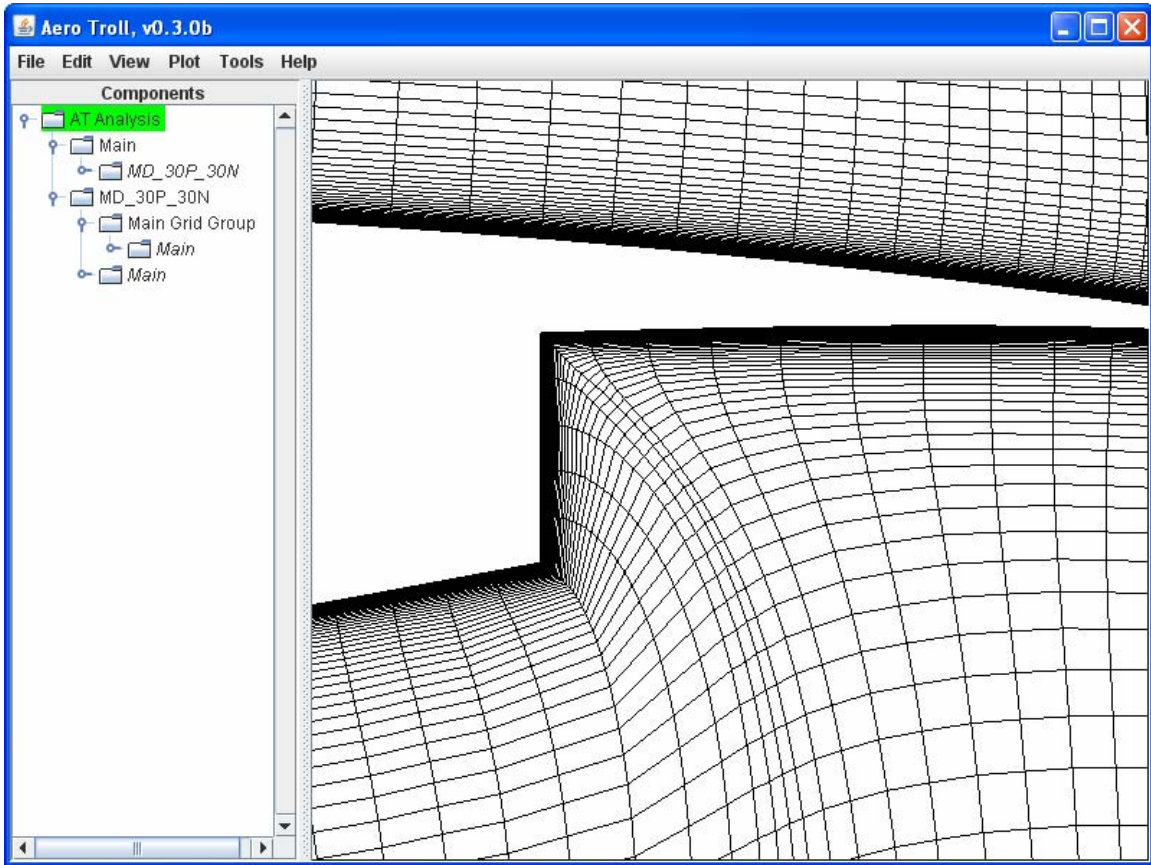 Aero Troll, v0.3.0b
File Edit View Plot Tools Help
Components
AT Analysis
Main
MD_30P_30N
MD_30P_30N
Main Grid Group
Main
Main